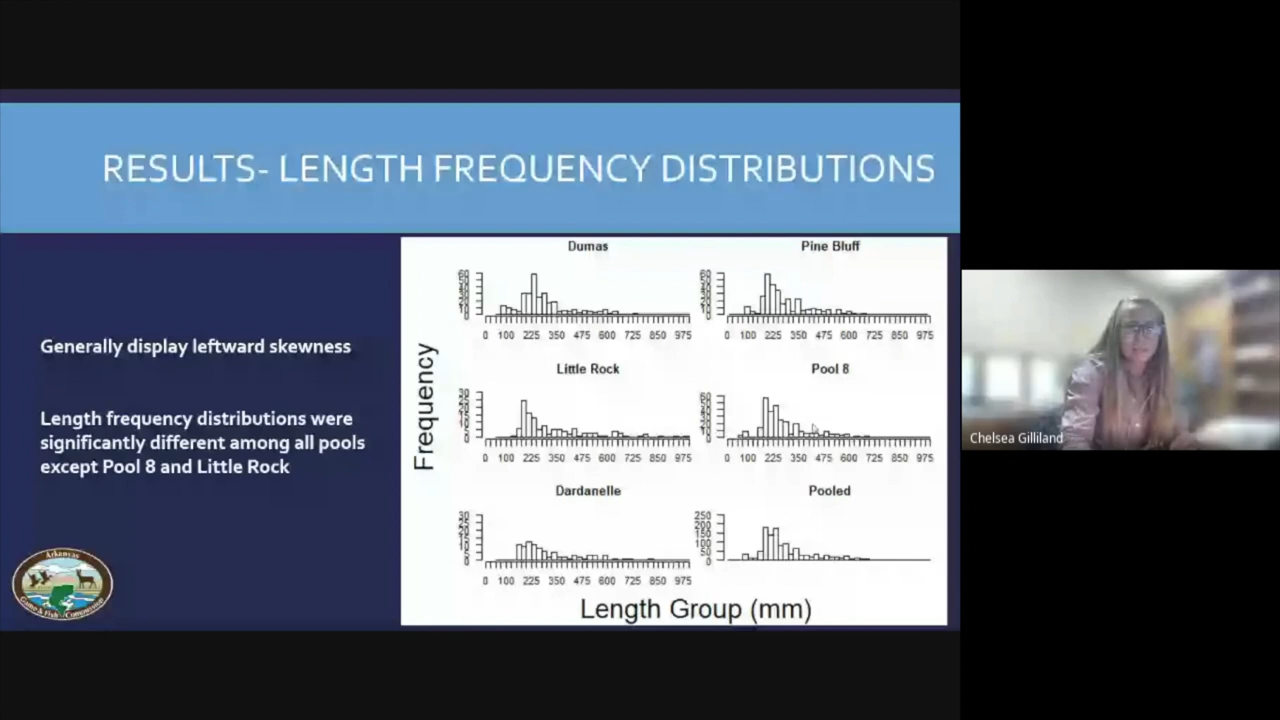 RESULTS- LENGTH FREQUENCY DISTRIBUTIONS
Generally display leftward skewness
Length frequency distributions were
significantly different among all pools
except Pool 8 and Little Rock
Arkansas
Game & Fish Commission
Frequency
Dumas
0 100 225 350 475 600 725 850 975
Pine Bluff
0 100 225 350 475 600 725 850 975
Little Rock
0 100 225 350 475 600 725 850 975
Pool 8
0 100 225 350 475 600 725 850 975
Dardanelle
0 100 225 350 475 600 725 850 975
Pooled
250
200
150
100
50
0
Length Group (mm)
Chelsea Gilliland